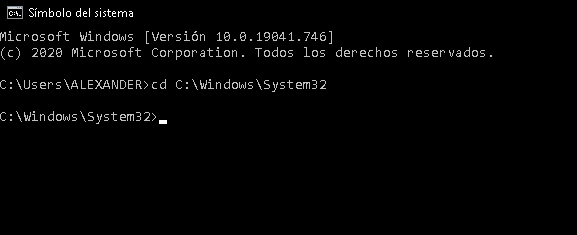 C:\. Símbolo del sistema
Microsoft Windows [Versión 10.0.19041.746]
(c) 2020 Microsoft Corporation. Todos los derechos reservados.
C:\Users\ALEXANDER>cd C:\Windows\System32
C:\Windows\System32>